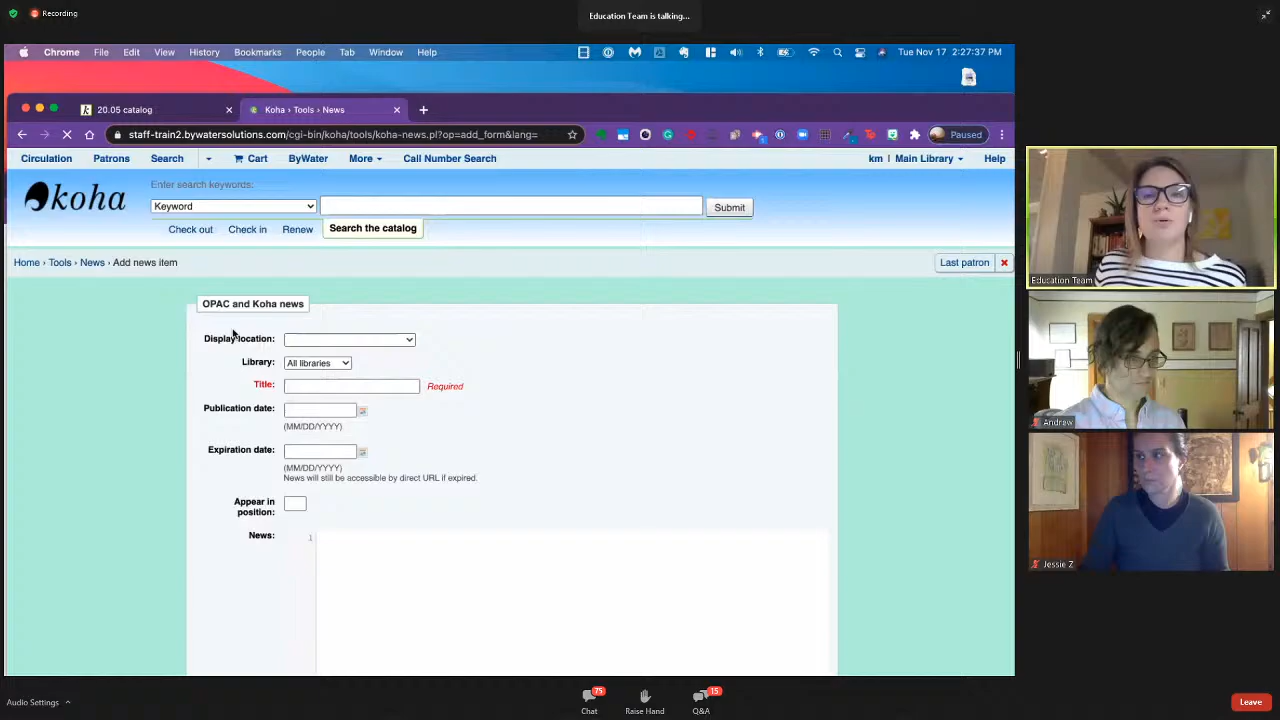 Recording
Education Team is talking...
Chrome File Edit View History Bookmarks People Tab Window Help Tue Nov 17 2:27:37 PM
20.05 catalog Koha › Tools › News
staff-train2.bywatersolutions.com/cgi-bin/koha/tools/koha-news.pl?op=add_form&lang= Paused
Circulation Patrons Search Cart ByWater More Call Number Search km Main Library Help
Enter search keywords:
koha Keyword Submit
Check out Check in Renew Search the catalog
Home › Tools › News › Add news item Last patron
OPAC and Koha news
Display location:
Library: All libraries
Title: Required
Publication date:
(MM/DD/YYYY)
Expiration date:
(MM/DD/YYYY)
News will still be accessible by direct URL if expired.
Appear in
position:
News: 1
Education Team
Andrew
Jessie Z
Audio Settings
75
Chat
Raise Hand
15
Q&A
Leave